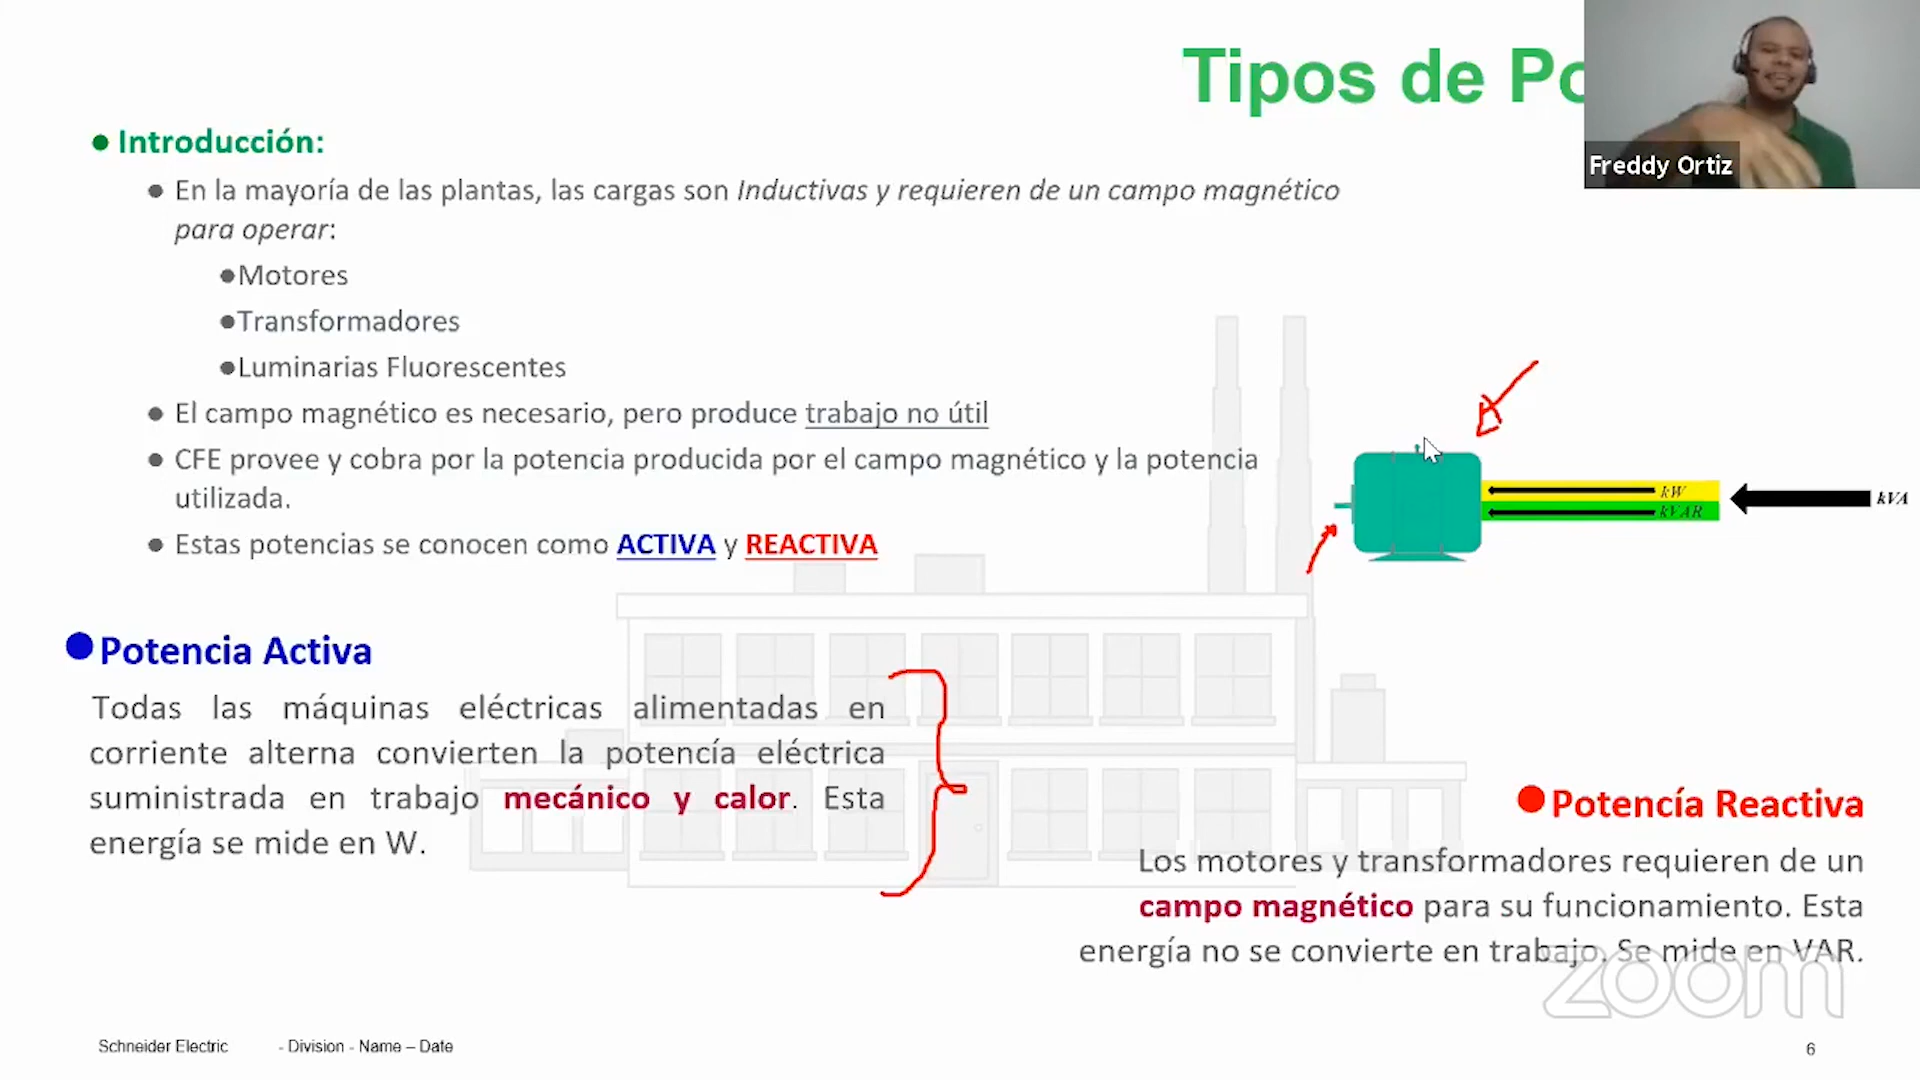 Tipos de Po
Freddy Ortiz
● Introducción:
● En la mayoría de las plantas, las cargas son Inductivas y requieren de un campo magnético
para operar:
●Motores
●Transformadores
●Luminarias Fluorescentes
● El campo magnético es necesario, pero produce trabajo no útil
● CFE provee y cobra por la potencia producida por el campo magnético y la potencia
utilizada.
● Estas potencias se conocen como ACTIVA y REACTIVA
kW
kVAR
kVA
●Potencia Activa
Todas las máquinas eléctricas alimentadas en
corriente alterna convierten la potencía eléctrica
suministrada en trabajo mecánico y calor. Esta
energía se mide en W.
●Potencía Reactiva
Los motores y transformadores requieren de un
campo magnético para su funcionamiento. Esta
energía no se convierte en trabajo. Se mide en VAR.
zoom
Schneider Electric - Division - Name – Date
6